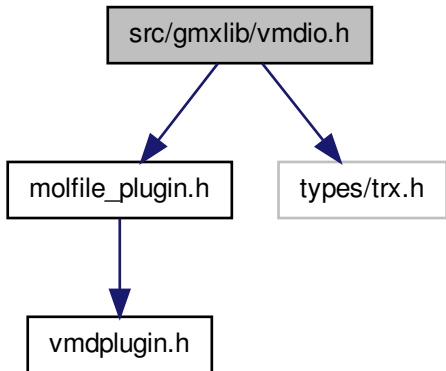 src/gmxlib/vmdio.h
molfile_plugin.h
types/trx.h
vmdplugin.h